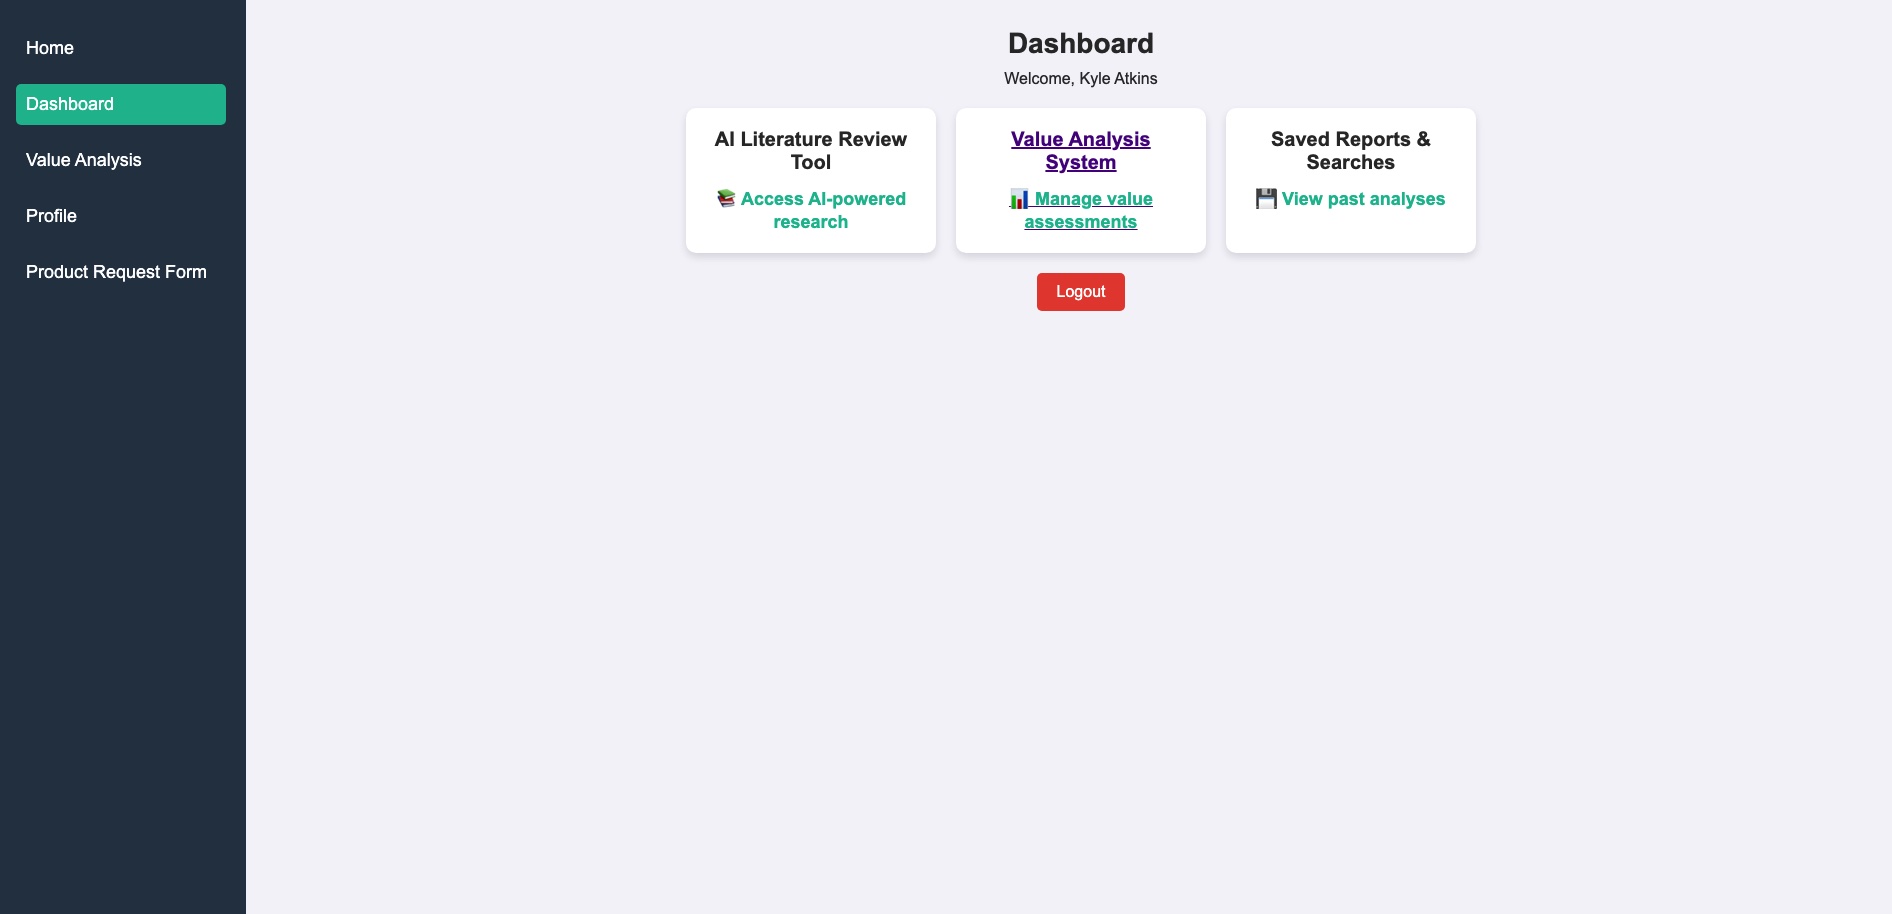 Home
Dashboard
Value Analysis
Profile
Product Request Form
Dashboard
Welcome, Kyle Atkins
AI Literature Review
Tool
📚 Access AI-powered
research
Value Analysis
System
📊 Manage value
assessments
Saved Reports &
Searches
💾 View past analyses
Logout